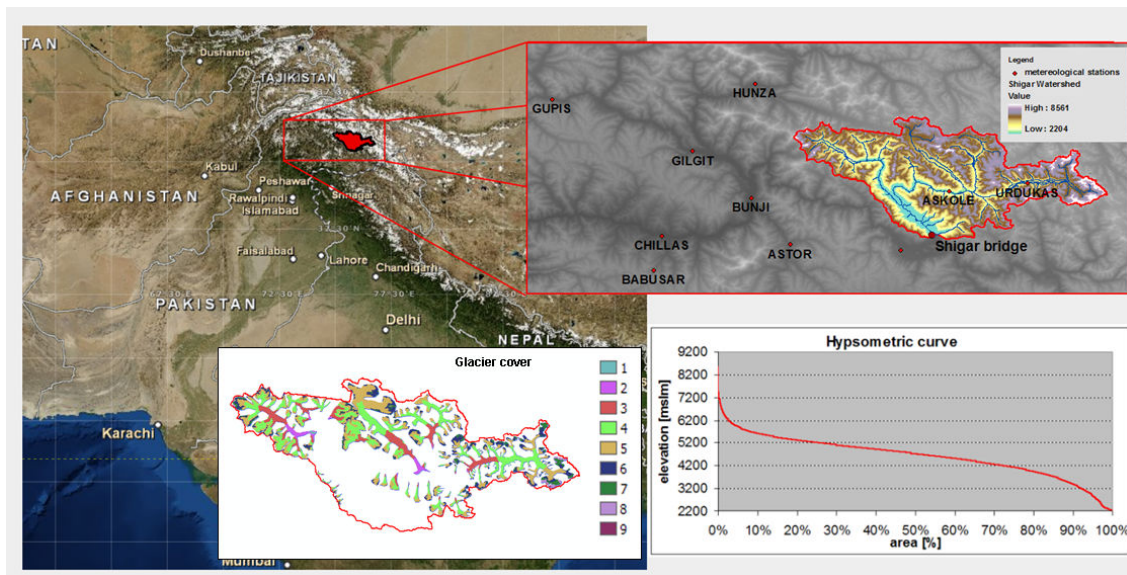 TAN
Dushanbe
TAJIKISTAN
Kabul
AFGHANISTAN
Peshawar
Rawalpindi
Islamabad
Srinagar
Faisalabad
Lahore
Chandigarh
PAKISTAN
Delhi
NEPAL
Karachi
Mumbai
Legend
metereological stations
Shigar Watershed
Value
High : 8561
Low : 2204
HUNZA
GUPIS
GILGIT
BUNJI
ASKOLE
URDUKAS
CHILLAS
ASTOR
Shigar bridge
BABUSAR
Glacier cover
1
2
3
4
5
6
7
8
9
Hypsometric curve
elevation [mslm]
9200
8200
7200
6200
5200
4200
3200
2200
0% 10% 20% 30% 40% 50% 60% 70% 80% 90% 100%
area [%]